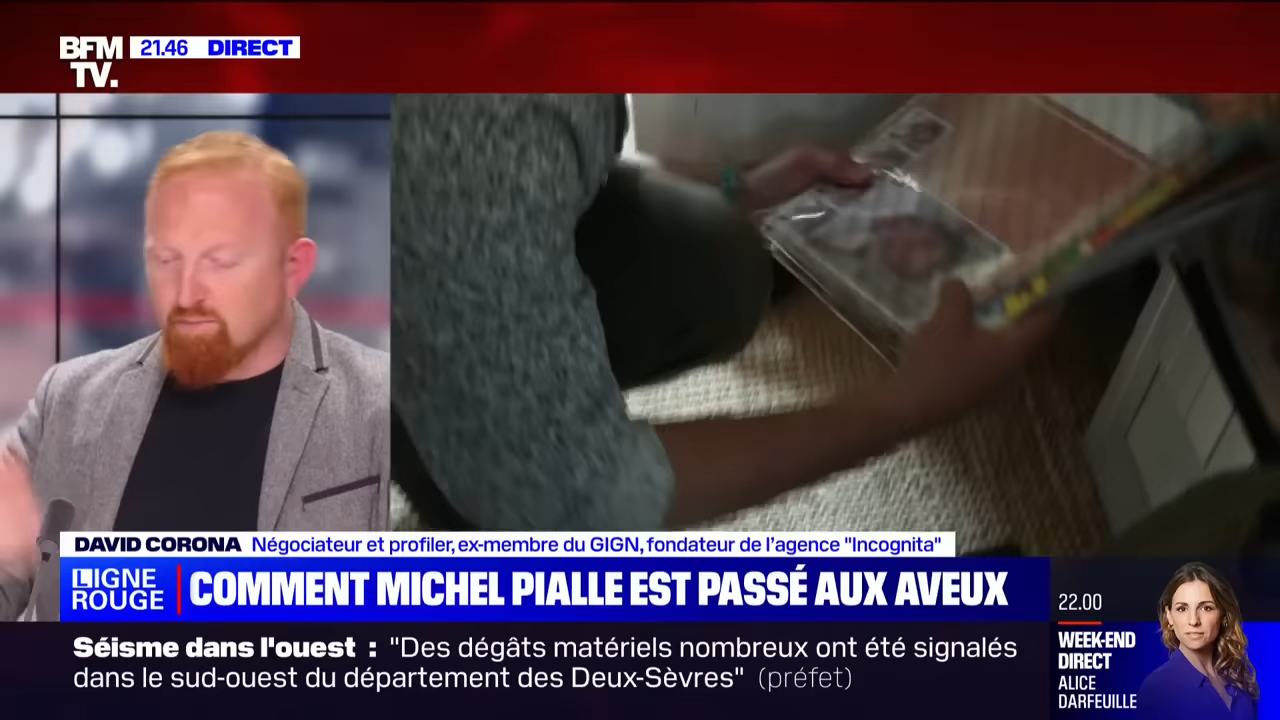 BFM
TV.
21.46 DIRECT
DAVID CORONA Négociateur et profiler, ex-membre du GIGN, fondateur de l'agence "Incognita"
LIGNE
ROUGE
COMMENT MICHEL PIALLE EST PASSÉ AUX AVEUX
Séisme dans l'ouest : "Des dégâts matériels nombreux ont été signalés
dans le sud-ouest du département des Deux-Sèvres" (préfet)
22.00
WEEK-END
DIRECT
ALICE
DARFEUILLE